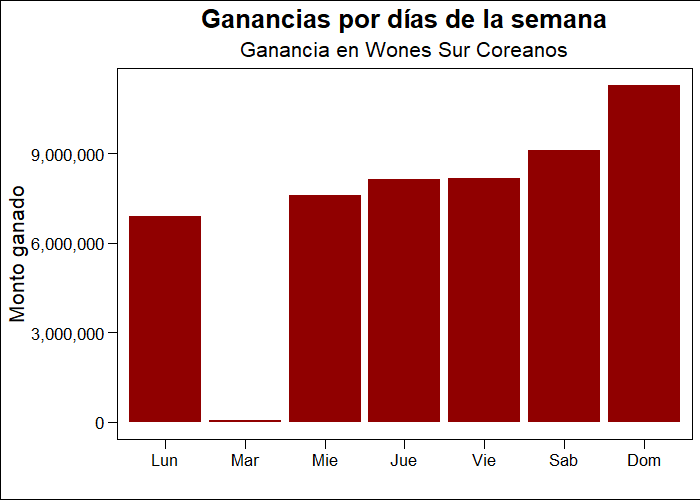 Ganancias por días de la semana
Ganancia en Wones Sur Coreanos
Monto ganado
9,000,000
6,000,000
3,000,000
0
Lun Mar Mie Jue Vie Sab Dom